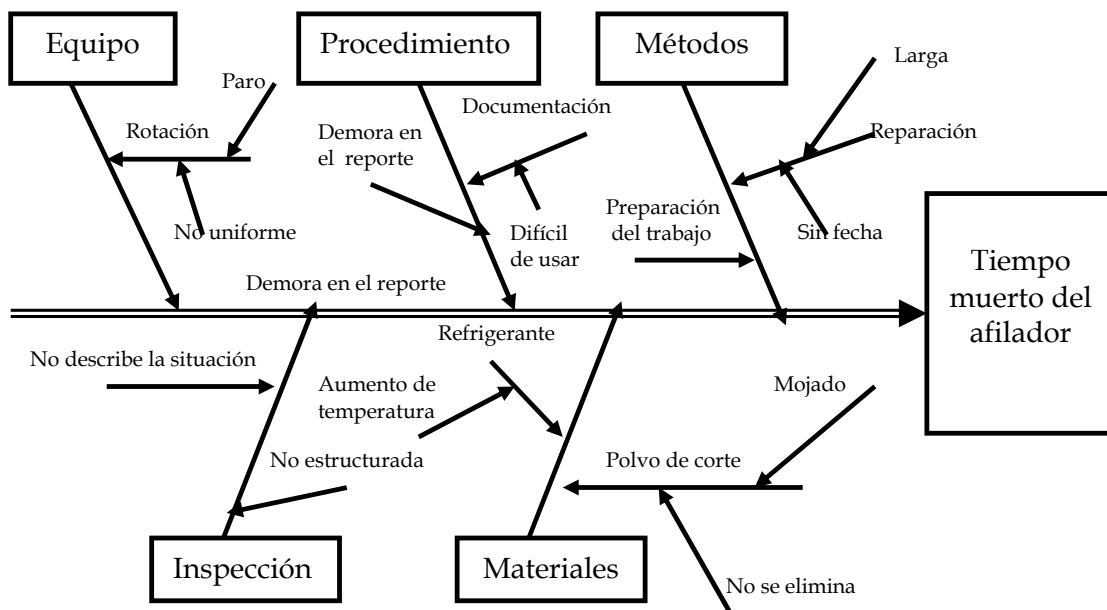 Equipo
Procedimiento
Métodos
Larga
Paro
Documentación
Rotación
Demora en
el reporte
Reparación
Preparación
del trabajo
No uniforme
Difícil
de usar
Sin fecha
Tiempo
muerto del
afilador
Demora en el reporte
Refrigerante
No describe la situación
Aumento de
temperatura
Mojado
No estructurada
Polvo de corte
Inspección
Materiales
No se elimina